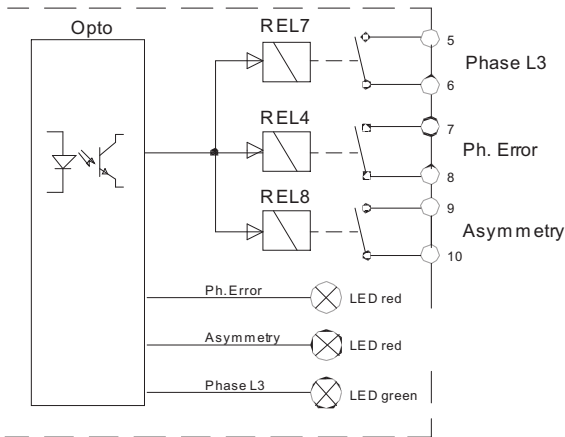 Opto
REL7
5
Phase L3
6
REL4
7
Ph. Error
8
REL8
9
Asymmetry
10
Ph. Error
LED red
Asymmetry
LED red
Phase L3
LED green